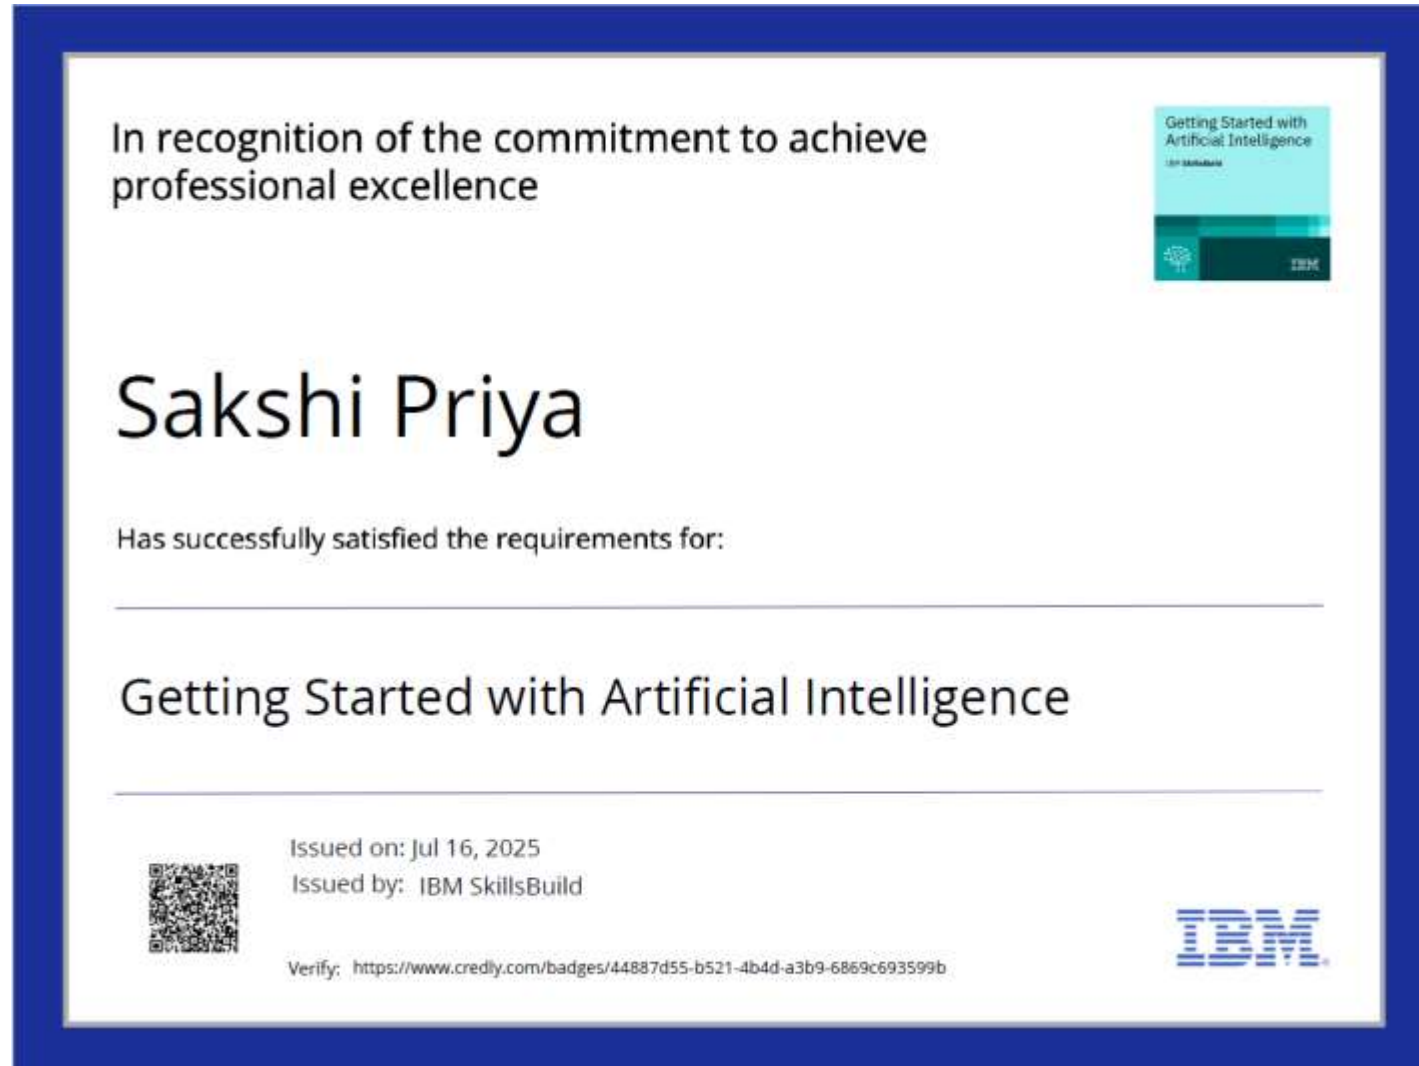 In recognition of the commitment to achieve
professional excellence
Getting Started with
Artificial Intelligence
IBM SkillsBuild
IBM
Sakshi Priya
Has successfully satisfied the requirements for:
Getting Started with Artificial Intelligence
Issued on: Jul 16, 2025
Issued by: IBM SkillsBuild
Verify: https://www.credly.com/badges/44887d55-b521-4b4d-a3b9-6869c693599b
IBM.